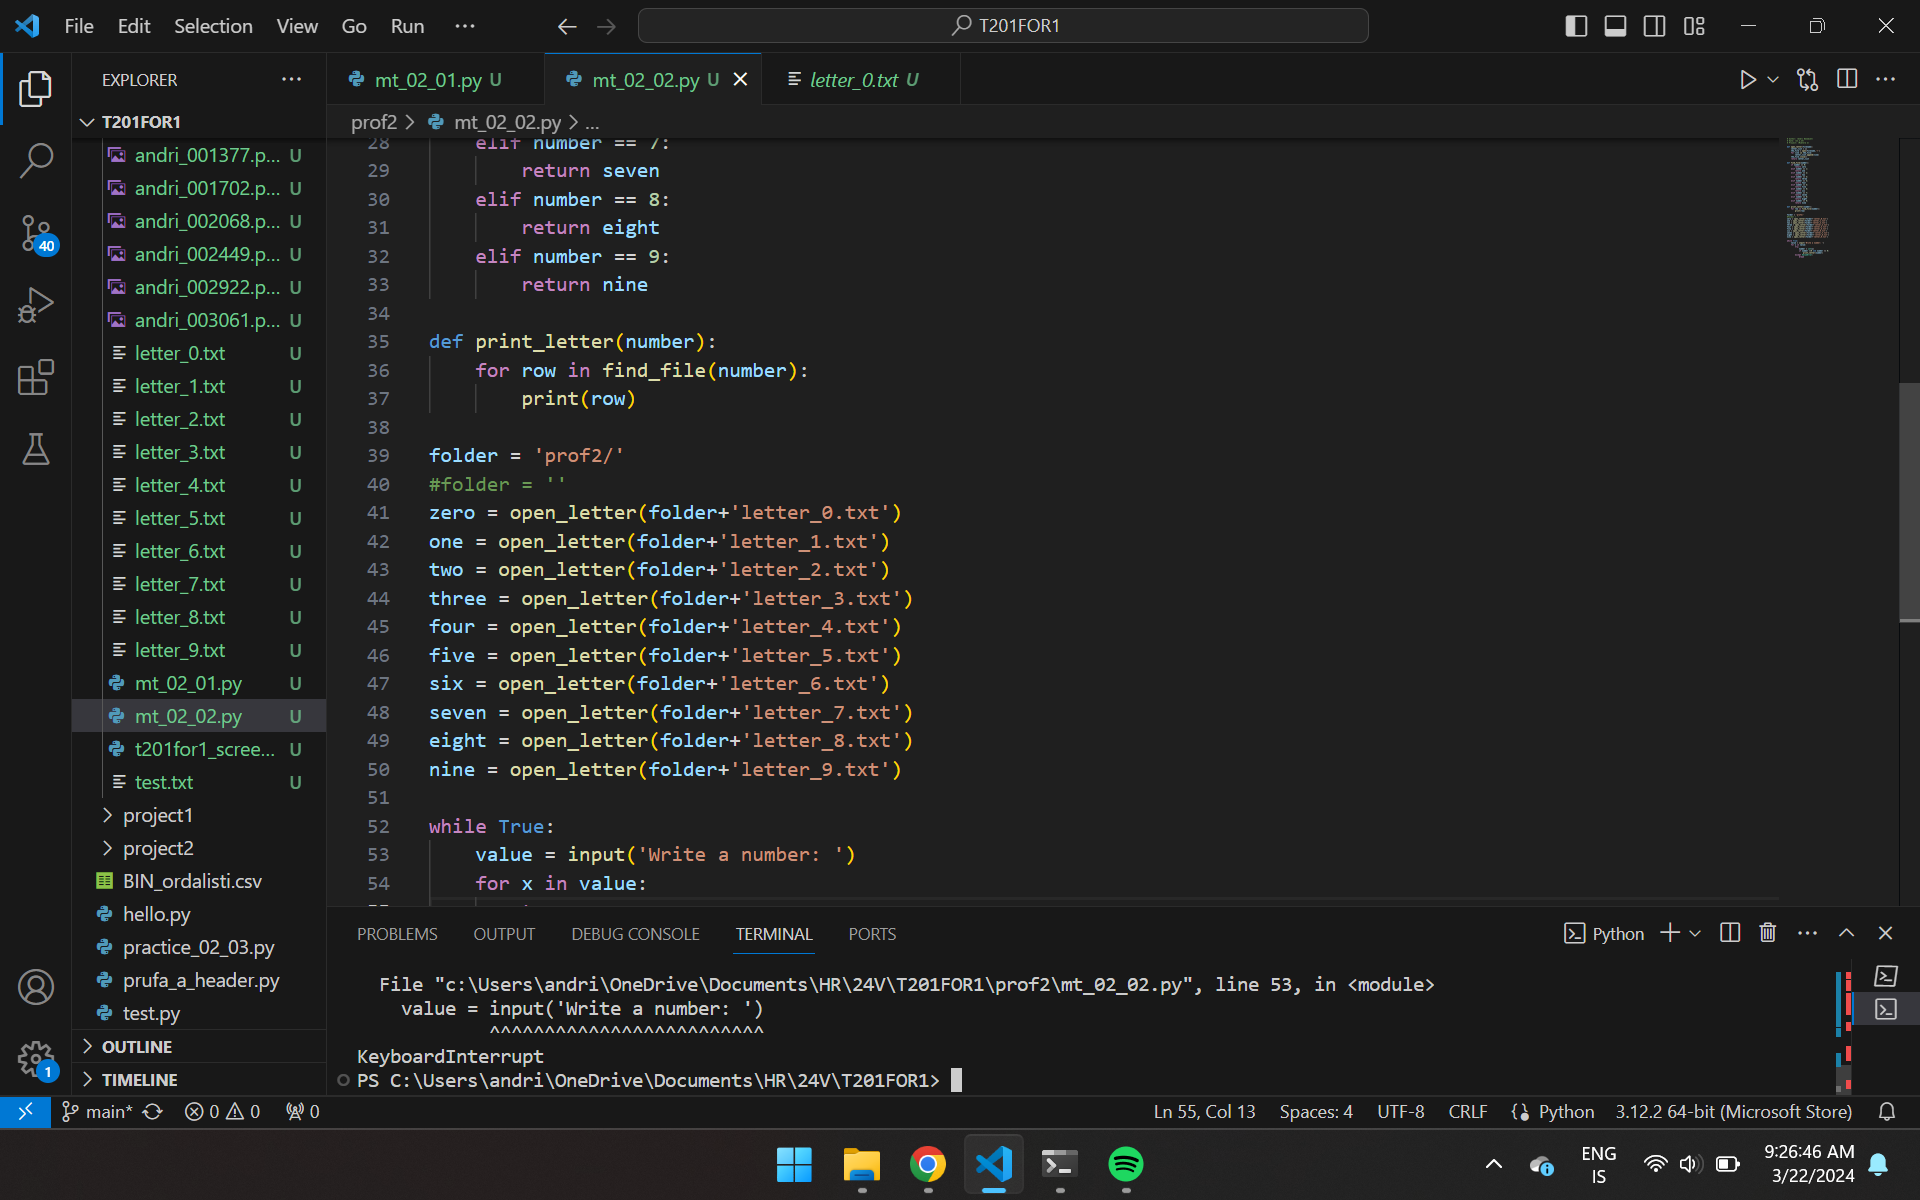 File Edit Selection View Go Run ···
T201FOR1
EXPLORER ···
T201FOR1
andri_001377.p... U
andri_001702.p... U
andri_002068.p... U
andri_002449.p... U
andri_002922.p... U
andri_003061.p... U
letter_0.txt U
letter_1.txt U
letter_2.txt U
letter_3.txt U
letter_4.txt U
letter_5.txt U
letter_6.txt U
letter_7.txt U
letter_8.txt U
letter_9.txt U
mt_02_01.py U
mt_02_02.py U
t201for1_scree... U
test.txt U
project1
project2
BIN_ordalisti.csv
hello.py
practice_02_03.py
prufa_a_header.py
test.py
OUTLINE
TIMELINE
40
1
mt_02_01.py U
mt_02_02.py U
letter_0.txt U
prof2 > mt_02_02.py > ...
28 elif number == 7:
29 return seven
30 elif number == 8:
31 return eight
32 elif number == 9:
33 return nine
34
35 def print_letter(number):
36 for row in find_file(number):
37 print(row)
38
39 folder = 'prof2/'
40 #folder = ''
41 zero = open_letter(folder+'letter_0.txt')
42 one = open_letter(folder+'letter_1.txt')
43 two = open_letter(folder+'letter_2.txt')
44 three = open_letter(folder+'letter_3.txt')
45 four = open_letter(folder+'letter_4.txt')
46 five = open_letter(folder+'letter_5.txt')
47 six = open_letter(folder+'letter_6.txt')
48 seven = open_letter(folder+'letter_7.txt')
49 eight = open_letter(folder+'letter_8.txt')
50 nine = open_letter(folder+'letter_9.txt')
51
52 while True:
53 value = input('Write a number: ')
54 for x in value:
PROBLEMS OUTPUT DEBUG CONSOLE TERMINAL PORTS
Python
File "c:\Users\andri\OneDrive\Documents\HR\24V\T201FOR1\prof2\mt_02_02.py", line 53, in <module>
value = input('Write a number: ')
^^^^^^^^^^^^^^^^^^^^^^^^^
KeyboardInterrupt
PS C:\Users\andri\OneDrive\Documents\HR\24V\T201FOR1>
main* 0 0 0
Ln 55, Col 13 Spaces: 4 UTF-8 CRLF Python 3.12.2 64-bit (Microsoft Store)
ENG
IS
9:26:46 AM
3/22/2024